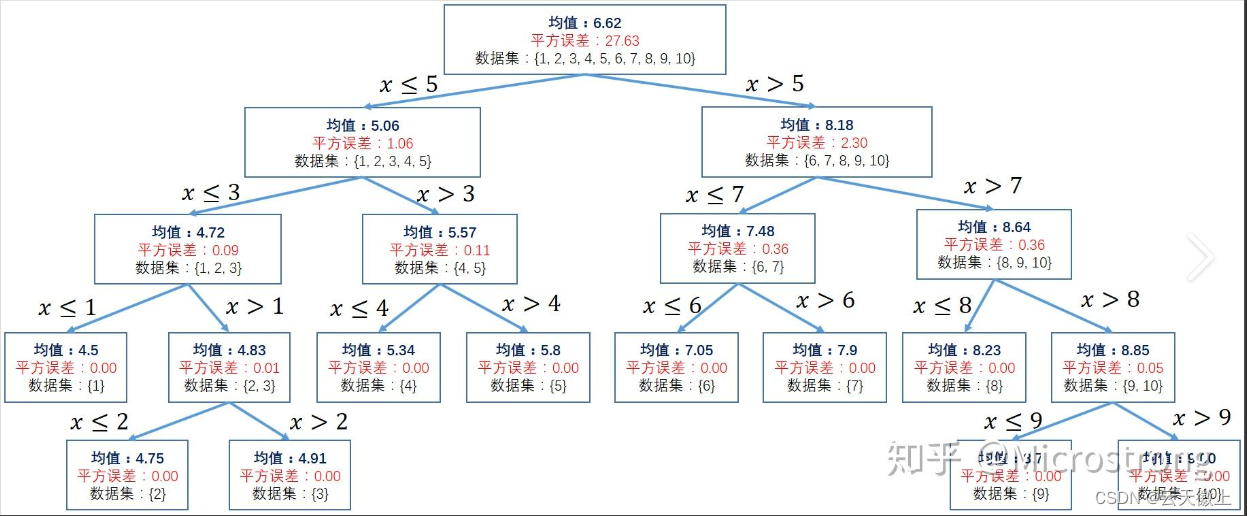 均值：6.62
平方误差：27.63
数据集：{1, 2, 3, 4, 5, 6, 7, 8, 9, 10}
x ≤ 5
x > 5
均值：5.06
平方误差：1.06
数据集：{1, 2, 3, 4, 5}
均值：8.18
平方误差：2.30
数据集：{6, 7, 8, 9, 10}
x ≤ 3
x > 3
x ≤ 7
x > 7
均值：4.72
平方误差：0.09
数据集：{1, 2, 3}
均值：5.57
平方误差：0.11
数据集：{4, 5}
均值：7.48
平方误差：0.36
数据集：{6, 7}
均值：8.64
平方误差：0.36
数据集：{8, 9, 10}
x ≤ 1
x > 1
x ≤ 4
x > 4
x ≤ 6
x > 6
x ≤ 8
x > 8
均值：4.5
平方误差：0.00
数据集：{1}
均值：4.83
平方误差：0.01
数据集：{2, 3}
均值：5.34
平方误差：0.00
数据集：{4}
均值：5.8
平方误差：0.00
数据集：{5}
均值：7.05
平方误差：0.00
数据集：{6}
均值：7.9
平方误差：0.00
数据集：{7}
均值：8.23
平方误差：0.00
数据集：{8}
均值：8.85
平方误差：0.05
数据集：{9, 10}
x ≤ 2
x > 2
x ≤ 9
x > 9
均值：4.75
平方误差：0.00
数据集：{2}
均值：4.91
平方误差：0.00
数据集：{3}
平方误差：0.00
数据集：{9}
平方误差：0.00
数据集：{10}
知乎 @Microstrong
CSDN @云天徽上